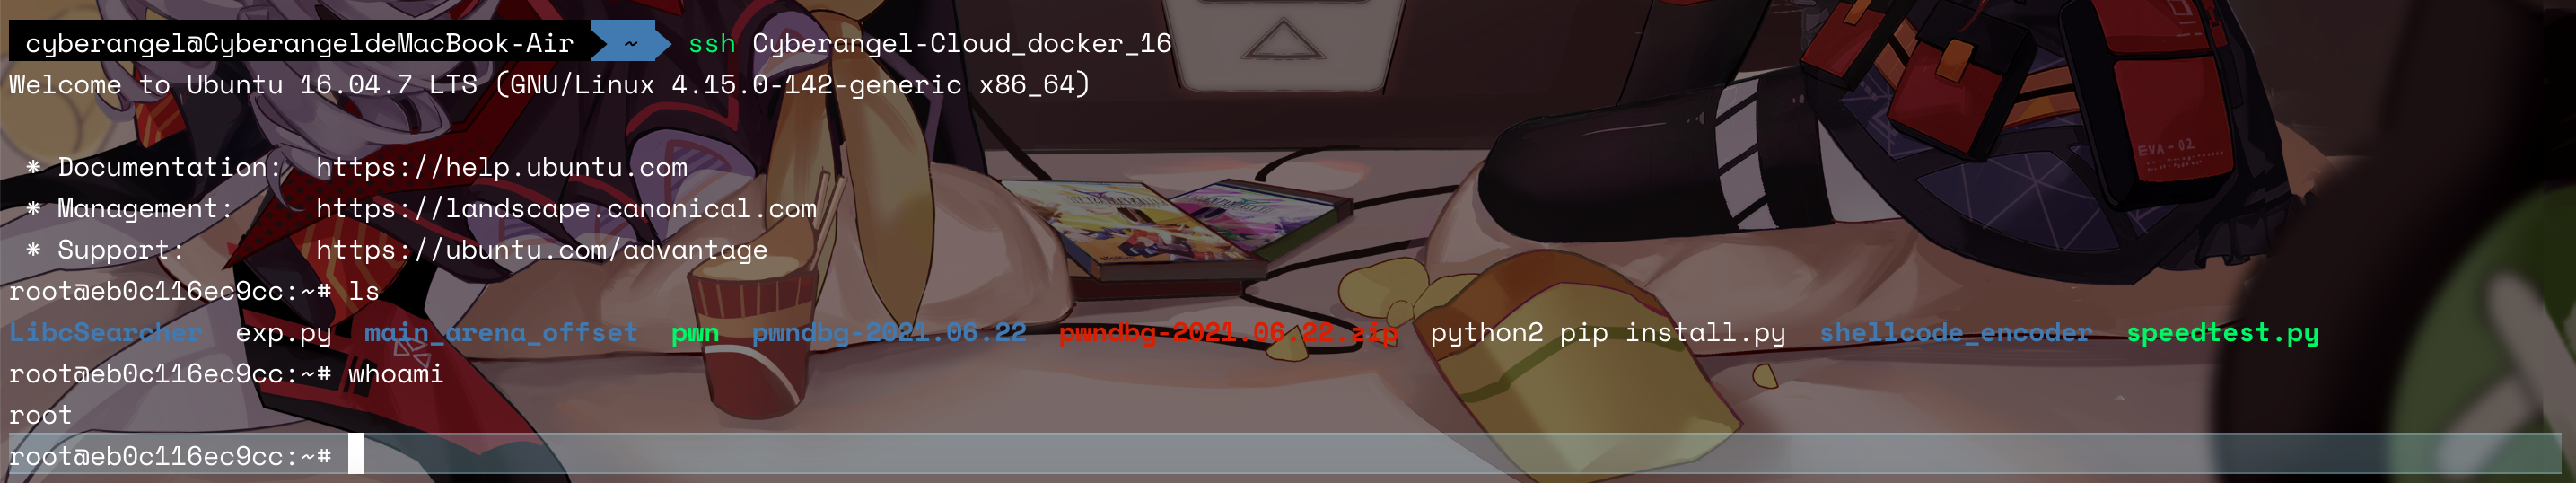 cyberangel@CyberangeldeMacBook-Air ~ ssh Cyberangel-Cloud_docker_16
Welcome to Ubuntu 16.04.7 LTS (GNU/Linux 4.15.0-142-generic x86_64)
* Documentation: https://help.ubuntu.com
* Management: https://landscape.canonical.com
* Support: https://ubuntu.com/advantage
root@eb0c116ec9cc:~# ls
LibcSearcher exp.py main_arena_offset pwn pwndbg-2021.06.22 pwndbg-2021.06.22.zip python2 pip install.py shellcode_encoder speedtest.py
root@eb0c116ec9cc:~# whoami
root
root@eb0c116ec9cc:~#
EVA-02